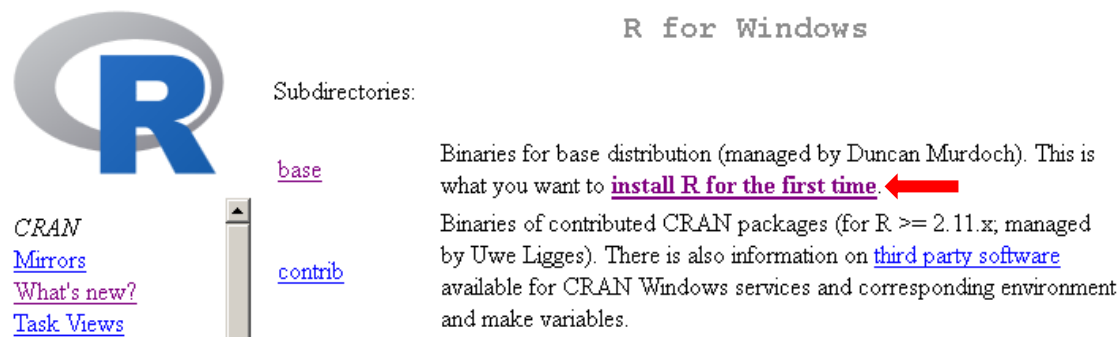 R
R for Windows
Subdirectories:
base
Binaries for base distribution (managed by Duncan Murdoch). This is
what you want to install R for the first time.
contrib
Binaries of contributed CRAN packages (for R >= 2.11.x; managed
by Uwe Ligges). There is also information on third party software
available for CRAN Windows services and corresponding environment
and make variables.
CRAN
Mirrors
What's new?
Task Views